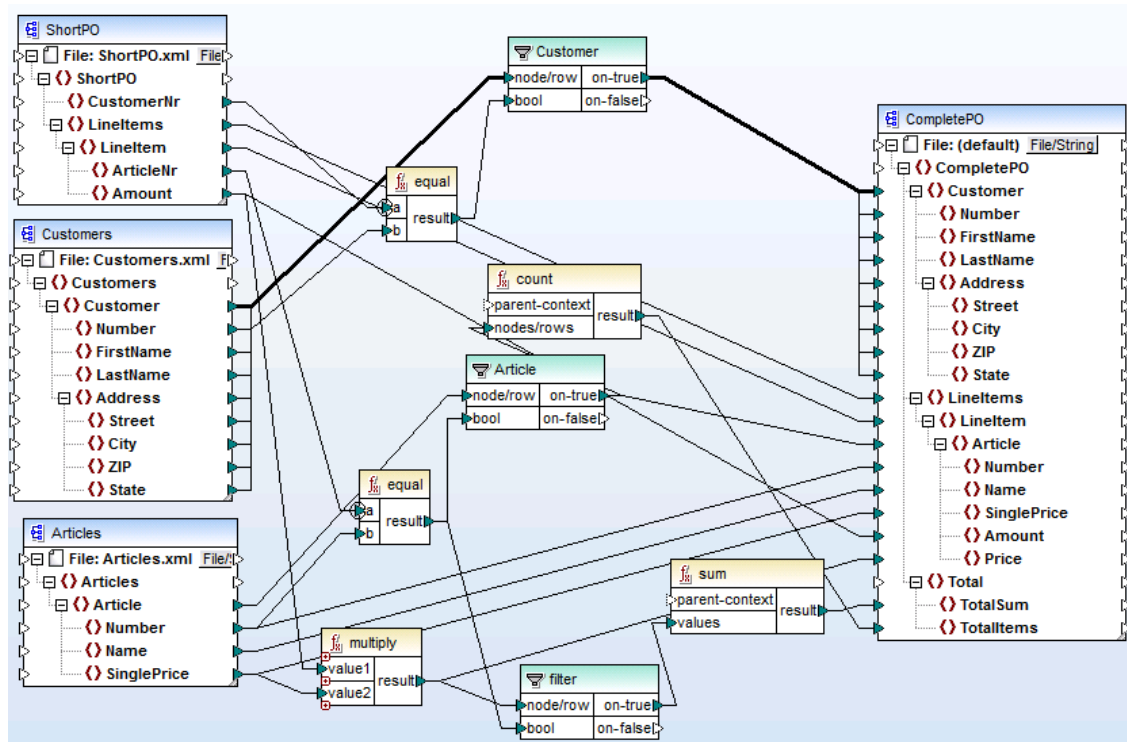 ShortPO
File: ShortPO.xml File
ShortPO
CustomerNr
LineItems
LineItem
ArticleNr
Amount
Customers
File: Customers.xml F
Customers
Customer
Number
FirstName
LastName
Address
Street
City
ZIP
State
Articles
File: Articles.xml File/S
Articles
Article
Number
Name
SinglePrice
Customer
node/row on-true
bool on-false
equal
a
result
b
count
parent-context
result
nodes/rows
Article
node/row on-true
bool on-false
equal
a
result
b
multiply
value1
result
value2
sum
parent-context
result
values
filter
node/row on-true
bool on-false
CompletePO
File: (default) File/String
CompletePO
Customer
Number
FirstName
LastName
Address
Street
City
ZIP
State
LineItems
LineItem
Article
Number
Name
SinglePrice
Amount
Price
Total
TotalSum
TotalItems